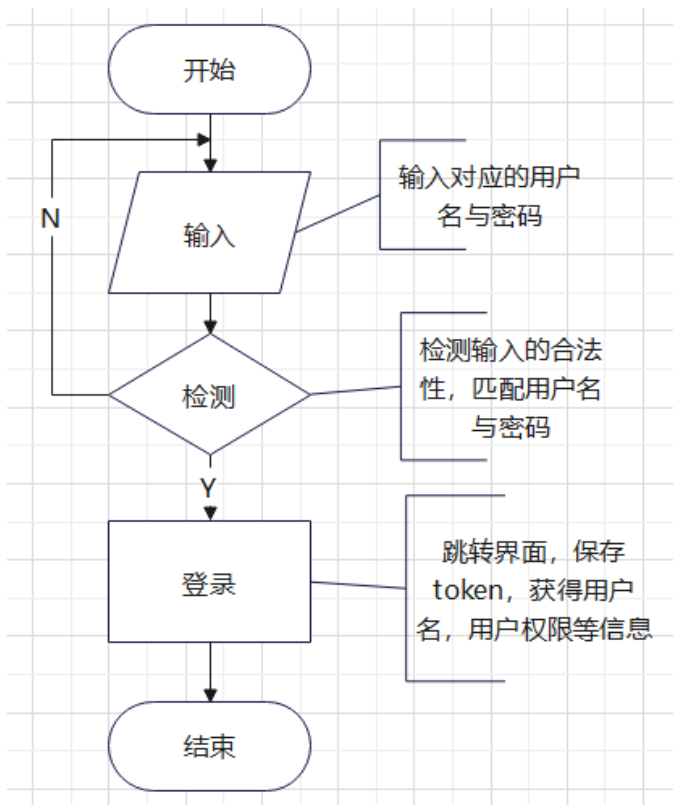 开始
N
输入
输入对应的用户
名与密码
检测
检测输入的合法
性，匹配用户名
与密码
Y
登录
跳转界面，保存
token，获得用户
名，用户权限等信息
结束